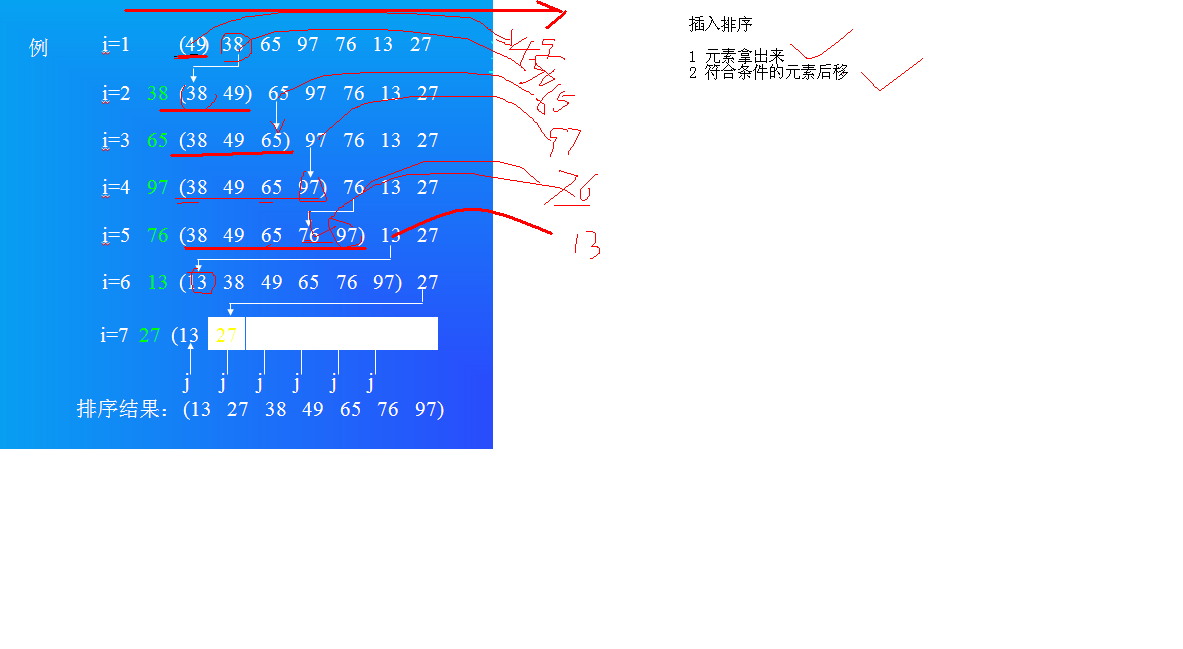 例 i=1 (49) 38 65 97 76 13 27
i=2 38 (38 49) 65 97 76 13 27
i=3 65 (38 49 65) 97 76 13 27
i=4 97 (38 49 65 97) 76 13 27
i=5 76 (38 49 65 76 97) 13 27
i=6 13 (13 38 49 65 76 97) 27
i=7 27 (13 27
j j j j j j
排序结果: (13 27 38 49 65 76 97)
65
97
76
13
插入排序
1 元素拿出来
2 符合条件的元素后移